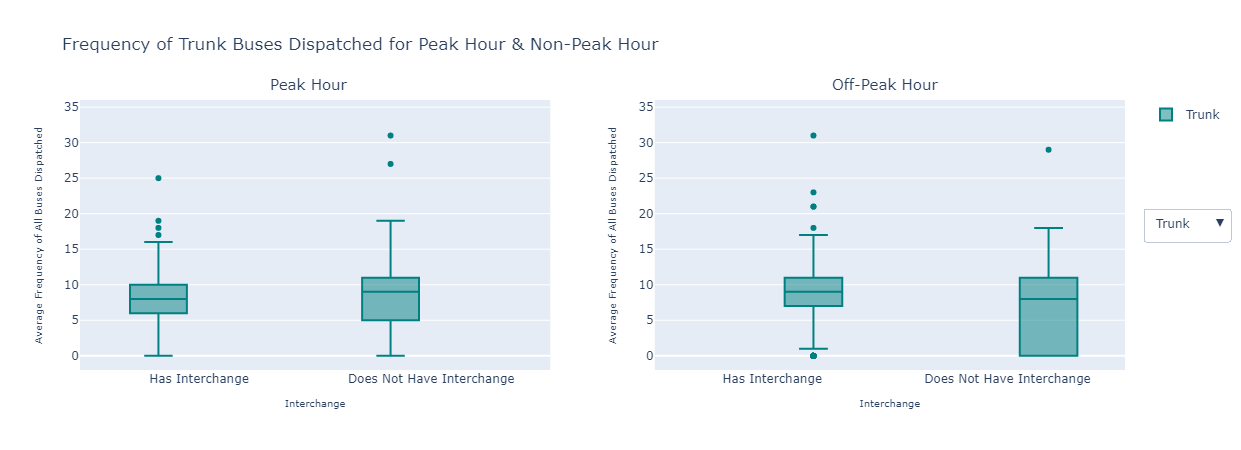 Frequency of Trunk Buses Dispatched for Peak Hour & Non-Peak Hour
Peak Hour
35
30
25
20
15
10
5
0
Average Frequency of All Buses Dispatched
Has Interchange
Does Not Have Interchange
Interchange
Off-Peak Hour
35
30
25
20
15
10
5
0
Average Frequency of All Buses Dispatched
Has Interchange
Does Not Have Interchange
Interchange
Trunk
Trunk ▼